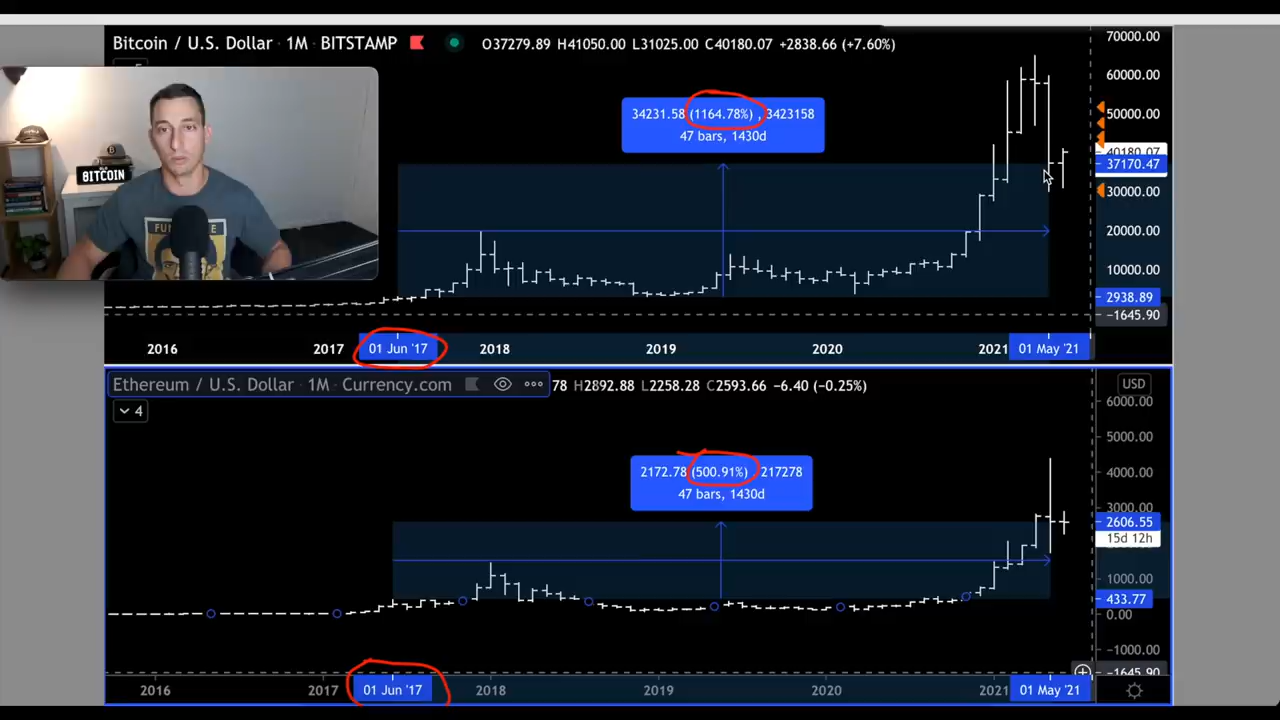 Bitcoin / U.S. Dollar · 1M · BITSTAMP O37279.89 H41050.00 L31025.00 C40180.07 +2838.66 (+7.60%)
70000.00
60000.00
50000.00
40180.07
37170.47
30000.00
20000.00
10000.00
2938.89
−1645.90
34231.58 (1164.78%) , 3423158
47 bars, 1430d
BITCOIN
2016 2017 01 Jun '17 2018 2019 2020 2021 01 May '21
Ethereum / U.S. Dollar · 1M · Currency.com 78 H2892.88 L2258.28 C2593.66 −6.40 (−0.25%)
4
USD
6000.00
5000.00
4000.00
3000.00
2606.55
15d 12h
1000.00
433.77
0.00
−1000.00
−1645.90
2172.78 (500.91%) , 217278
47 bars, 1430d
2016 2017 01 Jun '17 2018 2019 2020 2021 01 May '21